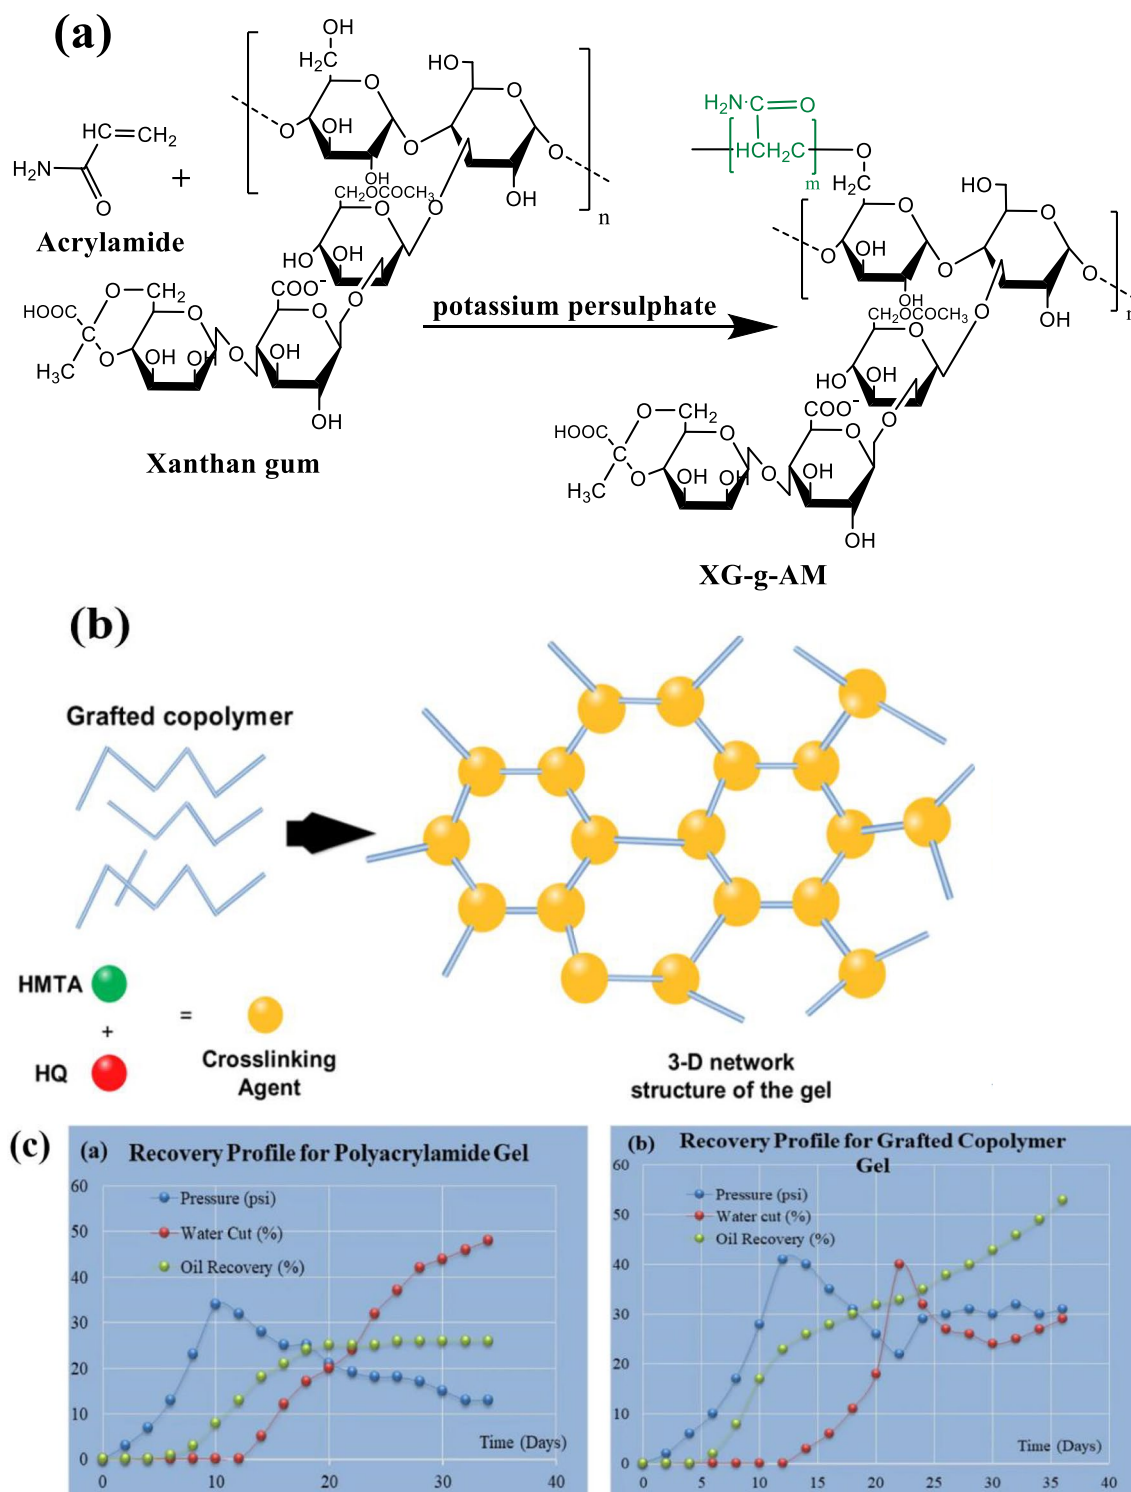 (a)
OH
H₂C
O
HO
O
OH
O
OH
O
O
OH
n
HC
CH₂
H₂N
O
+
Acrylamide
CH₂OCOCH₃
O
O
HO
OH
O
COO⁻
O
O
CH₂
O
HOOC
C
O
H₃C
OH
OH
O
OH
O
OH
Xanthan gum
potassium persulphate
H₂N
C
O
HCH₂C
m
O
H₂C
O
HO
O
OH
O
OH
O
O
OH
n
CH₂OCOCH₃
O
O
HO
OH
O
COO⁻
O
O
CH₂
O
HOOC
C
O
H₃C
OH
OH
O
OH
OH
XG-g-AM
(b)
Grafted copolymer
HMTA
+
HQ
=
Crosslinking
Agent
3-D network
structure of the gel
(c)
(a) Recovery Profile for Polyacrylamide Gel
60
50
40
30
20
10
0
Pressure (psi)
Water Cut (%)
Oil Recovery (%)
Time (Days)
0 10 20 30 40
(b) Recovery Profile for Grafted Copolymer
Gel
60
50
40
30
20
10
0
Pressure (psi)
Water cut (%)
Oil Recovery (%)
Time (Days)
0 5 10 15 20 25 30 35 40